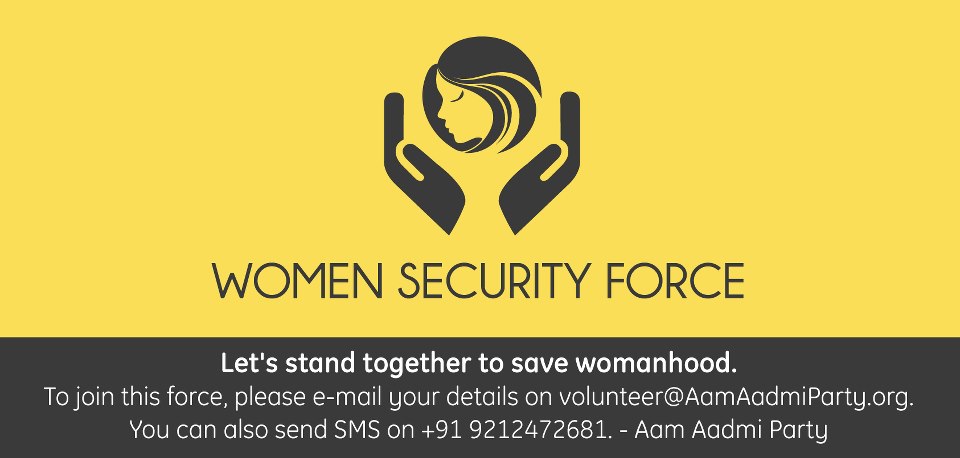 WOMEN SECURITY FORCE
Let's stand together to save womanhood.
To join this force, please e-mail your details on volunteer@AamAadmiParty.org.
You can also send SMS on +91 9212472681. - Aam Aadmi Party